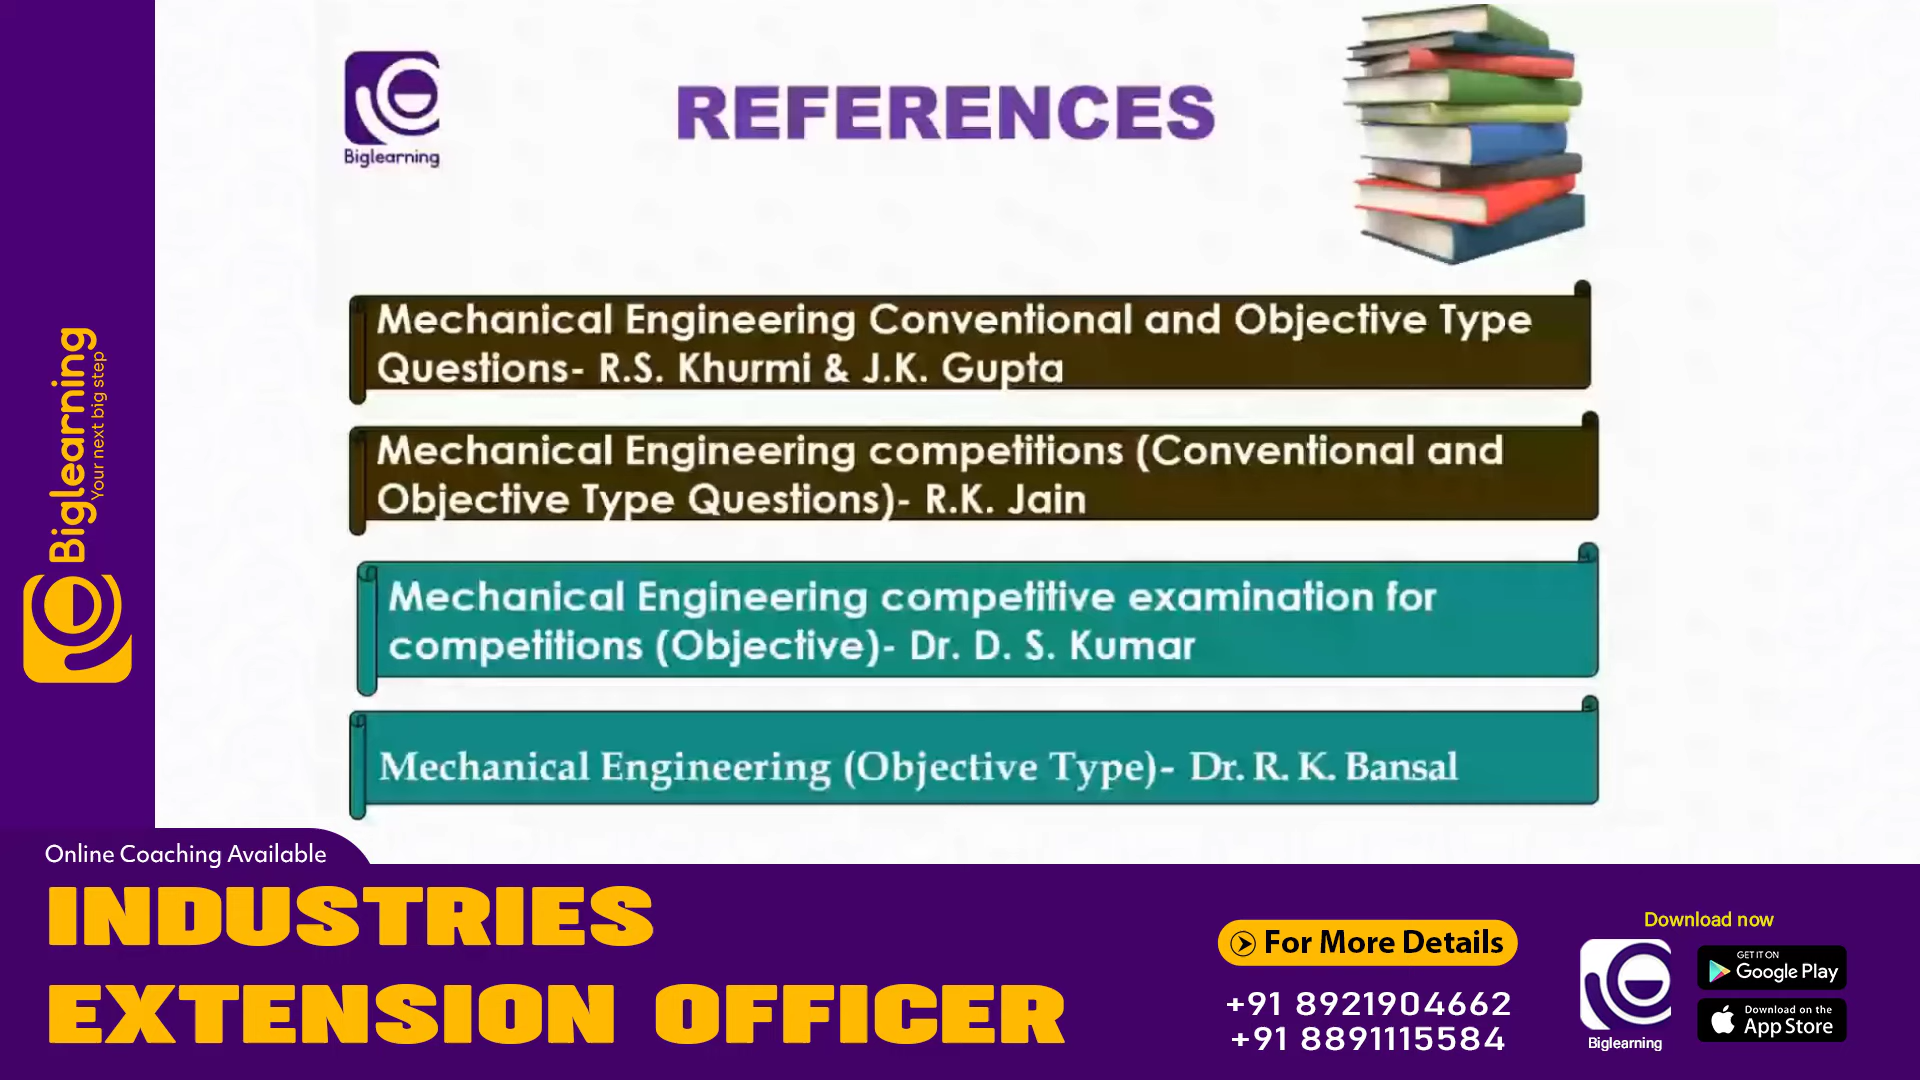 Biglearning
REFERENCES
Mechanical Engineering Conventional and Objective Type
Questions- R.S. Khurmi & J.K. Gupta
Mechanical Engineering competitions (Conventional and
Objective Type Questions)- R.K. Jain
Mechanical Engineering competitive examination for
competitions (Objective)- Dr. D. S. Kumar
Mechanical Engineering (Objective Type)- Dr. R. K. Bansal
Biglearning
Your next big step
Online Coaching Available
INDUSTRIES
EXTENSION OFFICER
For More Details
+91 8921904662
+91 8891115584
Download now
Biglearning
GET IT ON
Google Play
Download on the
App Store